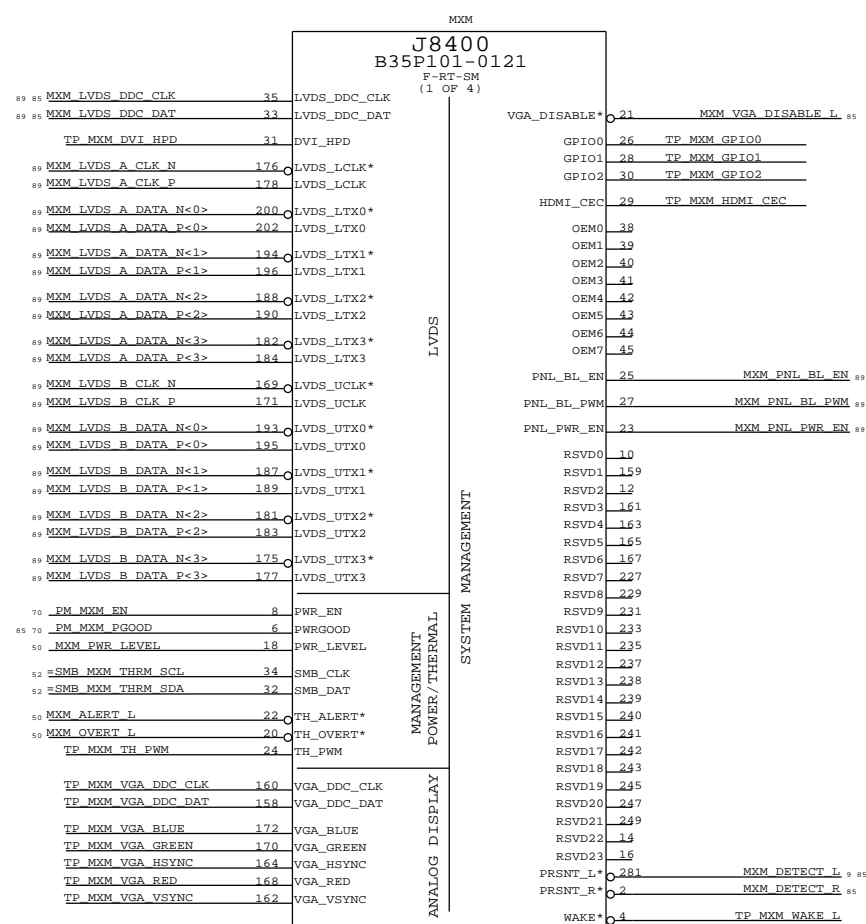 MXM
J8400
B35P101-0121
F-RT-SM
(1 OF 4)
89 85 MXM_LVDS_DDC_CLK 35 LVDS_DDC_CLK
89 85 MXM_LVDS_DDC_DAT 33 LVDS_DDC_DAT
TP_MXM_DVI_HPD 31 DVI_HPD
89 MXM_LVDS_A_CLK_N 176 LVDS_LCLK*
89 MXM_LVDS_A_CLK_P 178 LVDS_LCLK
89 MXM_LVDS_A_DATA_N<0> 200 LVDS_LTX0*
89 MXM_LVDS_A_DATA_P<0> 202 LVDS_LTX0
89 MXM_LVDS_A_DATA_N<1> 194 LVDS_LTX1*
89 MXM_LVDS_A_DATA_P<1> 196 LVDS_LTX1
89 MXM_LVDS_A_DATA_N<2> 188 LVDS_LTX2*
89 MXM_LVDS_A_DATA_P<2> 190 LVDS_LTX2
89 MXM_LVDS_A_DATA_N<3> 182 LVDS_LTX3*
89 MXM_LVDS_A_DATA_P<3> 184 LVDS_LTX3
89 MXM_LVDS_B_CLK_N 169 LVDS_UCLK*
89 MXM_LVDS_B_CLK_P 171 LVDS_UCLK
89 MXM_LVDS_B_DATA_N<0> 193 LVDS_UTX0*
89 MXM_LVDS_B_DATA_P<0> 195 LVDS_UTX0
89 MXM_LVDS_B_DATA_N<1> 187 LVDS_UTX1*
89 MXM_LVDS_B_DATA_P<1> 189 LVDS_UTX1
89 MXM_LVDS_B_DATA_N<2> 181 LVDS_UTX2*
89 MXM_LVDS_B_DATA_P<2> 183 LVDS_UTX2
89 MXM_LVDS_B_DATA_N<3> 175 LVDS_UTX3*
89 MXM_LVDS_B_DATA_P<3> 177 LVDS_UTX3
70 PM_MXM_EN 8 PWR_EN
85 70 PM_MXM_PGOOD 6 PWRGOOD
50 MXM_PWR_LEVEL 18 PWR_LEVEL
52 =SMB_MXM_THRM_SCL 34 SMB_CLK
52 =SMB_MXM_THRM_SDA 32 SMB_DAT
50 MXM_ALERT_L 22 TH_ALERT*
50 MXM_OVERT_L 20 TH_OVERT*
TP_MXM_TH_PWM 24 TH_PWM
TP_MXM_VGA_DDC_CLK 160 VGA_DDC_CLK
TP_MXM_VGA_DDC_DAT 158 VGA_DDC_DAT
TP_MXM_VGA_BLUE 172 VGA_BLUE
TP_MXM_VGA_GREEN 170 VGA_GREEN
TP_MXM_VGA_HSYNC 164 VGA_HSYNC
TP_MXM_VGA_RED 168 VGA_RED
TP_MXM_VGA_VSYNC 162 VGA_VSYNC
LVDS
MANAGEMENT
POWER/THERMAL
ANALOG DISPLAY
SYSTEM MANAGEMENT
VGA_DISABLE* 21 MXM_VGA_DISABLE_L 85
GPIO0 26 TP_MXM_GPIO0
GPIO1 28 TP_MXM_GPIO1
GPIO2 30 TP_MXM_GPIO2
HDMI_CEC 29 TP_MXM_HDMI_CEC
OEM0 38
OEM1 39
OEM2 40
OEM3 41
OEM4 42
OEM5 43
OEM6 44
OEM7 45
PNL_BL_EN 25 MXM_PNL_BL_EN 89
PNL_BL_PWM 27 MXM_PNL_BL_PWM 89
PNL_PWR_EN 23 MXM_PNL_PWR_EN 89
RSVD0 10
RSVD1 159
RSVD2 12
RSVD3 161
RSVD4 163
RSVD5 165
RSVD6 167
RSVD7 227
RSVD8 229
RSVD9 231
RSVD10 233
RSVD11 235
RSVD12 237
RSVD13 238
RSVD14 239
RSVD15 240
RSVD16 241
RSVD17 242
RSVD18 243
RSVD19 245
RSVD20 247
RSVD21 249
RSVD22 14
RSVD23 16
PRSNT_L* 281 MXM_DETECT_L 9 85
PRSNT_R* 2 MXM_DETECT_R 85
WAKE* 4 TP_MXM_WAKE_L